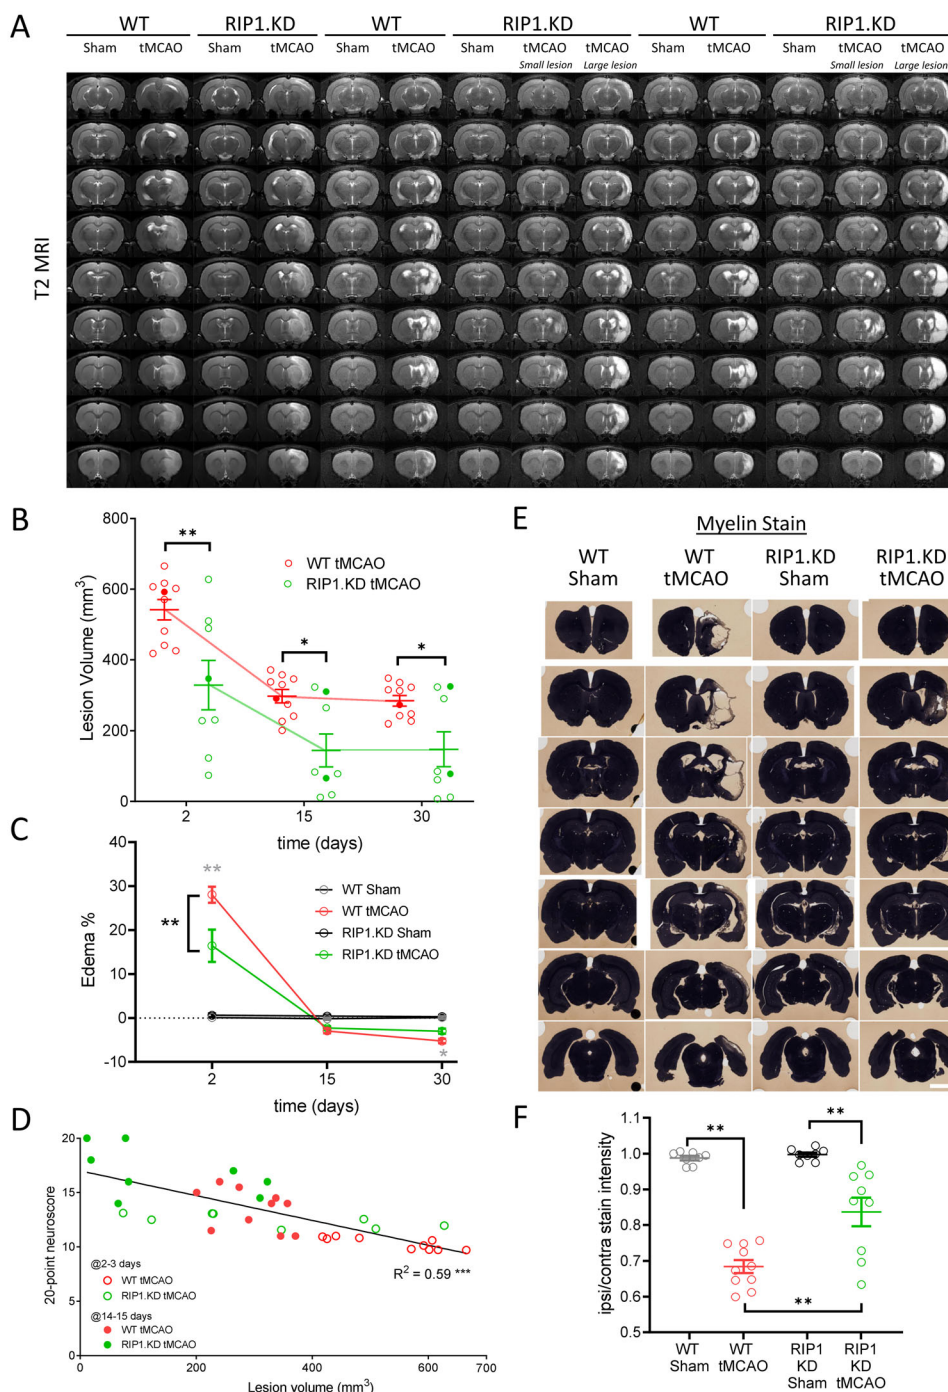 A
WT RIP1.KD WT RIP1.KD WT RIP1.KD
Sham tMCAO Sham tMCAO Sham tMCAO Sham tMCAO tMCAO Sham tMCAO Sham tMCAO tMCAO
Small lesion Large lesion Small lesion Large lesion
T2 MRI
B
800
600
400
200
0
Lesion Volume (mm³)
**
*
*
WT tMCAO
RIP1.KD tMCAO
2 15 30
time (days)
C
40
30
20
10
0
-10
Edema %
**
**
*
WT Sham
WT tMCAO
RIP1.KD Sham
RIP1.KD tMCAO
2 15 30
time (days)
D
20
15
10
5
0
20-point neuroscore
@2-3 days
WT tMCAO
RIP1.KD tMCAO
@14-15 days
WT tMCAO
RIP1.KD tMCAO
R² = 0.59 ***
0 100 200 300 400 500 600 700
Lesion volume (mm³)
E
Myelin Stain
WT Sham
WT tMCAO
RIP1.KD Sham
RIP1.KD tMCAO
F
1.1
1.0
0.9
0.8
0.7
0.6
0.5
ipsi/contra stain intensity
**
**
**
WT Sham
WT tMCAO
RIP1 KD Sham
RIP1 KD tMCAO